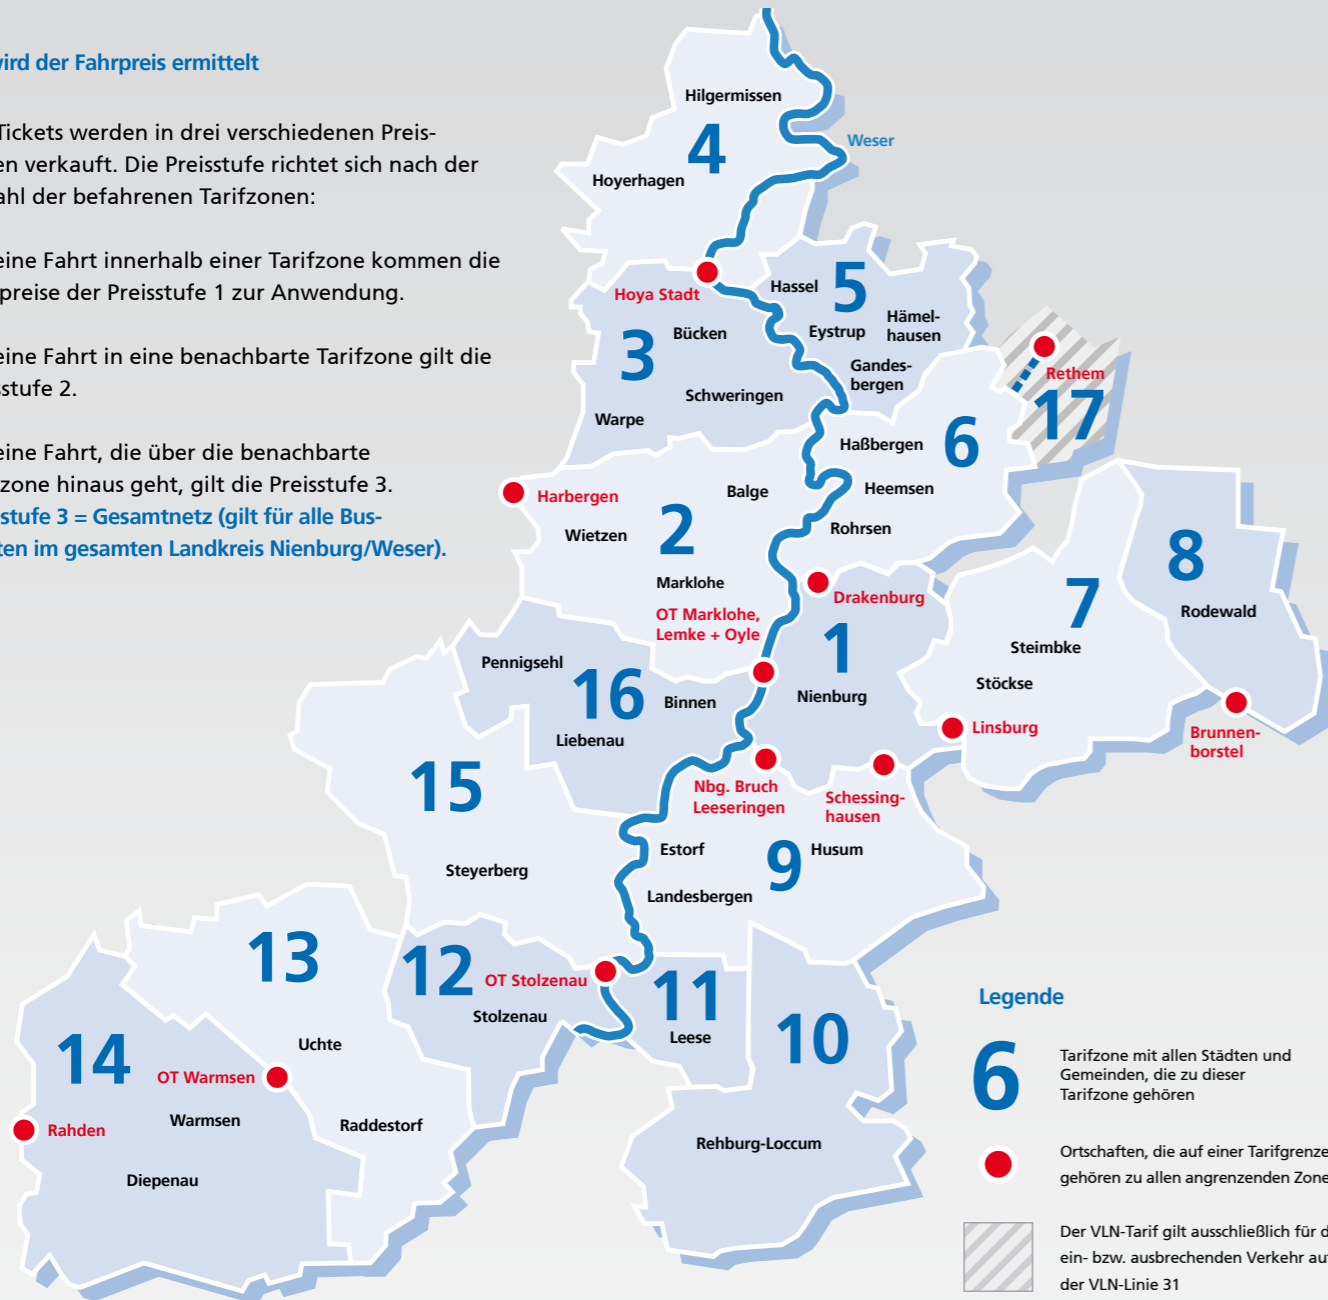 wird der Fahrpreis ermittelt
Tickets werden in drei verschiedenen Preis-
en verkauft. Die Preisstufe richtet sich nach der
ahl der befahrenen Tarifzonen:
eine Fahrt innerhalb einer Tarifzone kommen die
preise der Preisstufe 1 zur Anwendung.
eine Fahrt in eine benachbarte Tarifzone gilt die
sstufe 2.
eine Fahrt, die über die benachbarte
zone hinaus geht, gilt die Preisstufe 3.
stufe 3 = Gesamtnetz (gilt für alle Bus-
ten im gesamten Landkreis Nienburg/Weser).
Hilgermissen
4
Hoyerhagen
Weser
Hoya Stadt
Hassel
5
Eystrup
Hämel-
hausen
Gandes-
bergen
3
Bücken
Schweringen
Warpe
Rethem
17
Haßbergen
6
Heemsen
Rohrsen
Harbergen
Balge
Wietzen
2
Marklohe
OT Marklohe,
Lemke + Oyle
Drakenburg
1
Nienburg
7
Steimbke
Stöckse
Linsburg
8
Rodewald
Brunnen-
borstel
Pennigsehl
16
Binnen
Liebenau
Nbg. Bruch
Leeseringen
Schessing-
hausen
15
Steyerberg
Estorf
9
Husum
Landesbergen
13
Uchte
Raddestorf
12
OT Stolzenau
Stolzenau
11
Leese
10
Rehburg-Loccum
14
OT Warmsen
Warmsen
Rahden
Diepenau
Legende
6
Tarifzone mit allen Städten und
Gemeinden, die zu dieser
Tarifzone gehören
Ortschaften, die auf einer Tarifgrenze
gehören zu allen angrenzenden Zone
Der VLN-Tarif gilt ausschließlich für d
ein- bzw. ausbrechenden Verkehr auf
der VLN-Linie 31